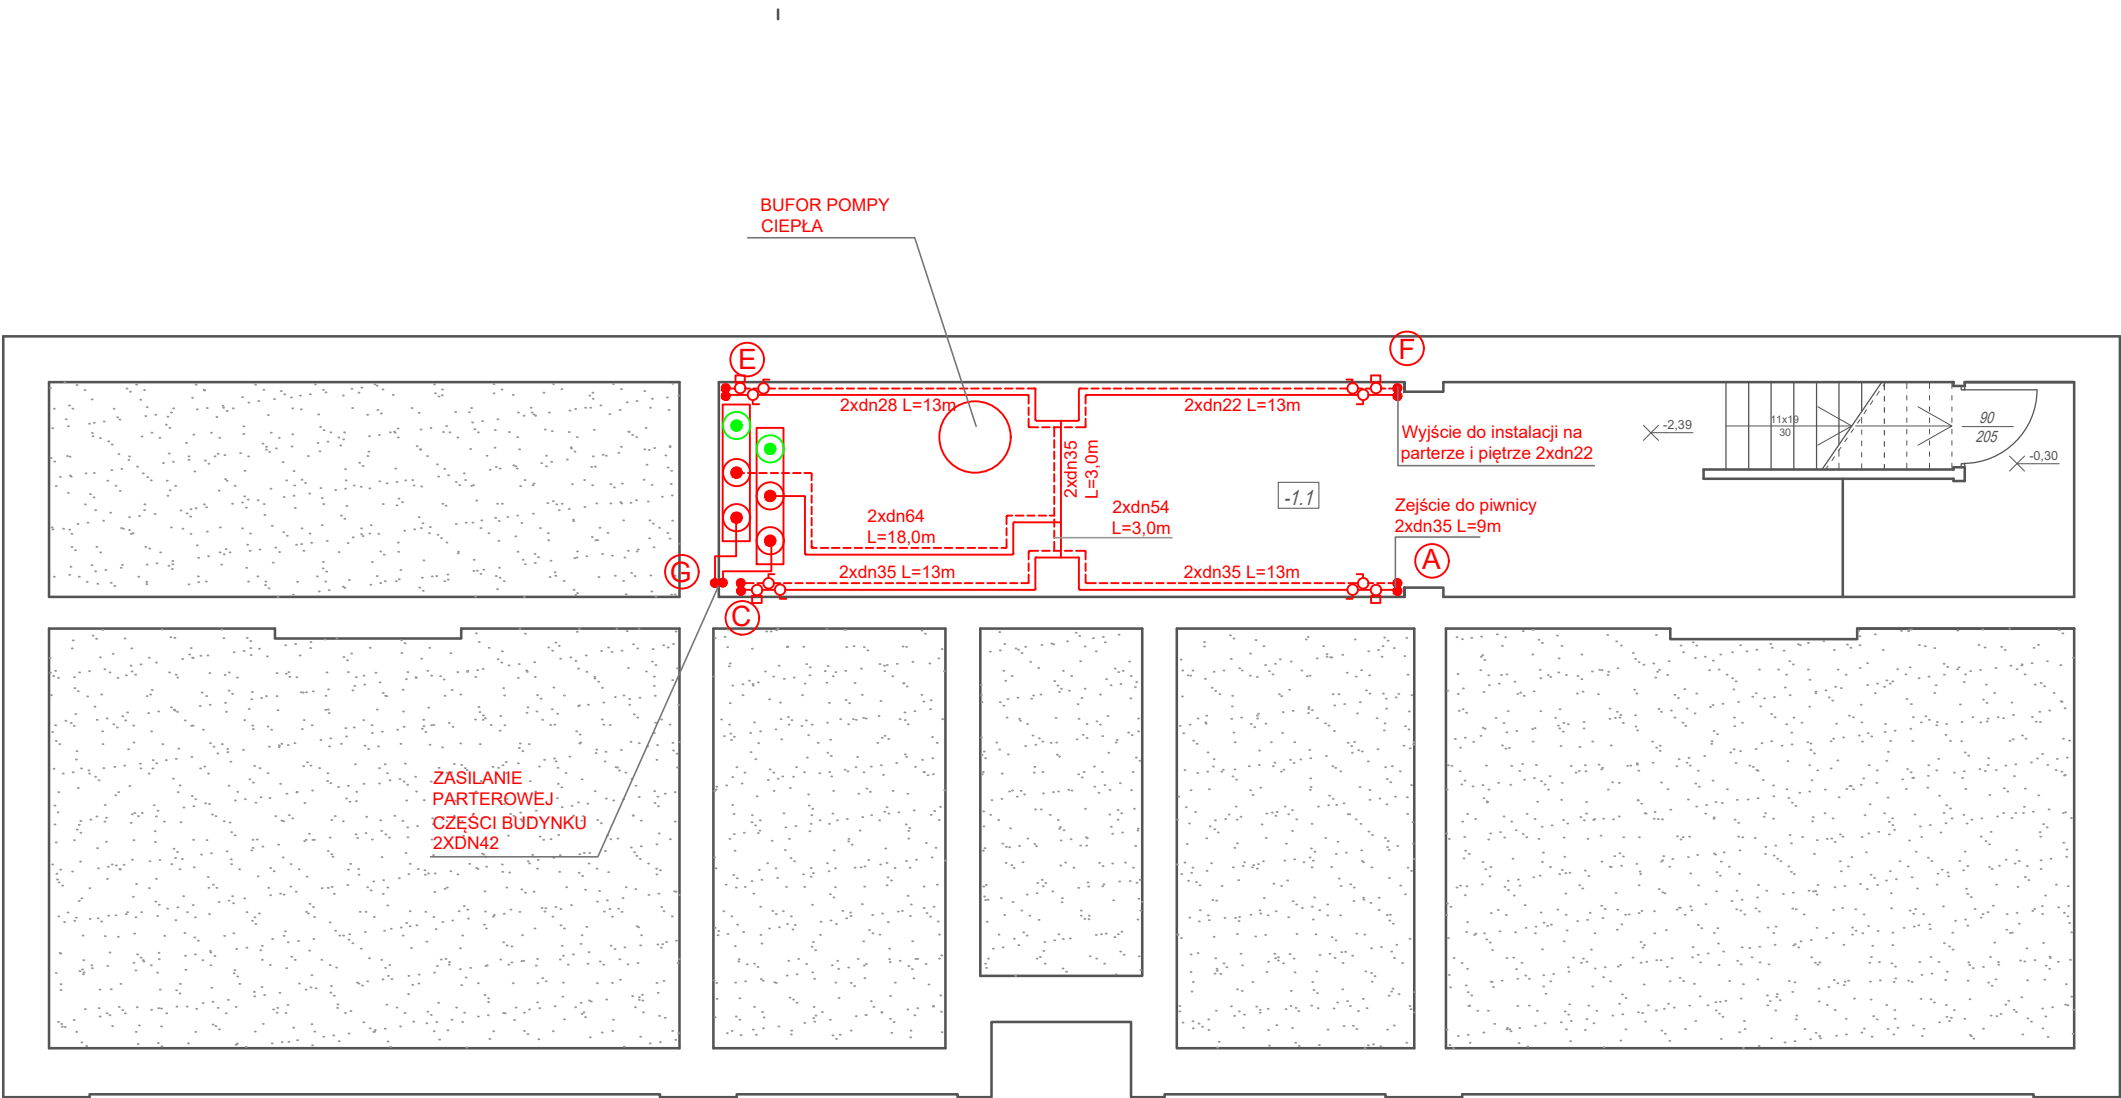 BUFOR POMPY
CIEPŁA
E
F
2xdn28 L=13m
2xdn22 L=13m
Wyjście do instalacji na
parterze i piętrze 2xdn22
-2,39
11x19
30
90
205
-0,30
2xdn35
L=3,0m
-1.1
2xdn64
L=18,0m
2xdn54
L=3,0m
Zejście do piwnicy
2xdn35 L=9m
G
2xdn35 L=13m
2xdn35 L=13m
A
C
ZASILANIE
PARTEROWEJ
CZĘŚCI BUDYNKU
2XDN42